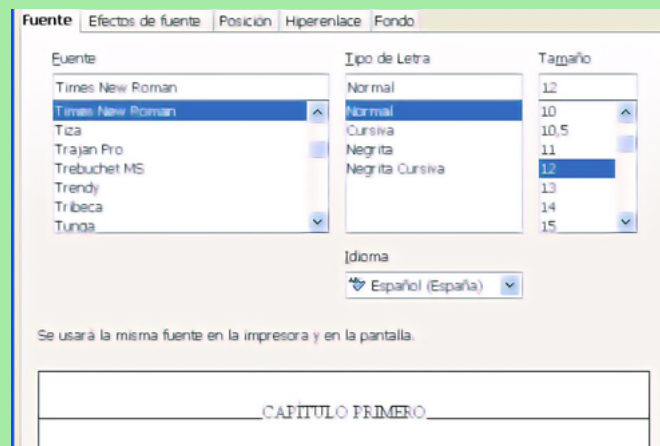 Fuente Efectos de fuente Posición Hiperenlace Fondo
Fuente Tipo de Letra Tamaño
Times New Roman Normal 12
Times New Roman Normal 10
Tiza Cursiva 10,5
Trajan Pro Negrita 11
Trebuchet MS Negrita Cursiva 12
Trendy 13
Tribeca 14
Tunga 15
Idioma
Español (España)
Se usará la misma fuente en la impresora y en la pantalla.
CAPÍTULO PRIMERO